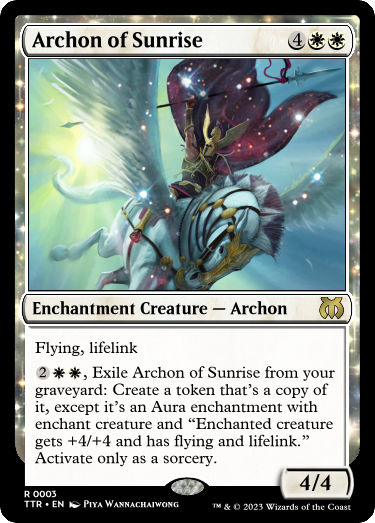 Archon of Sunrise 4
Enchantment Creature — Archon
Flying, lifelink
2, Exile Archon of Sunrise from your
graveyard: Create a token that's a copy of
it, except it's an Aura enchantment with
enchant creature and “Enchanted creature
gets +4/+4 and has flying and lifelink.”
Activate only as a sorcery.
4/4
R 0003
TTR • EN Piya Wannachaiwong
™ & © 2023 Wizards of the Coast